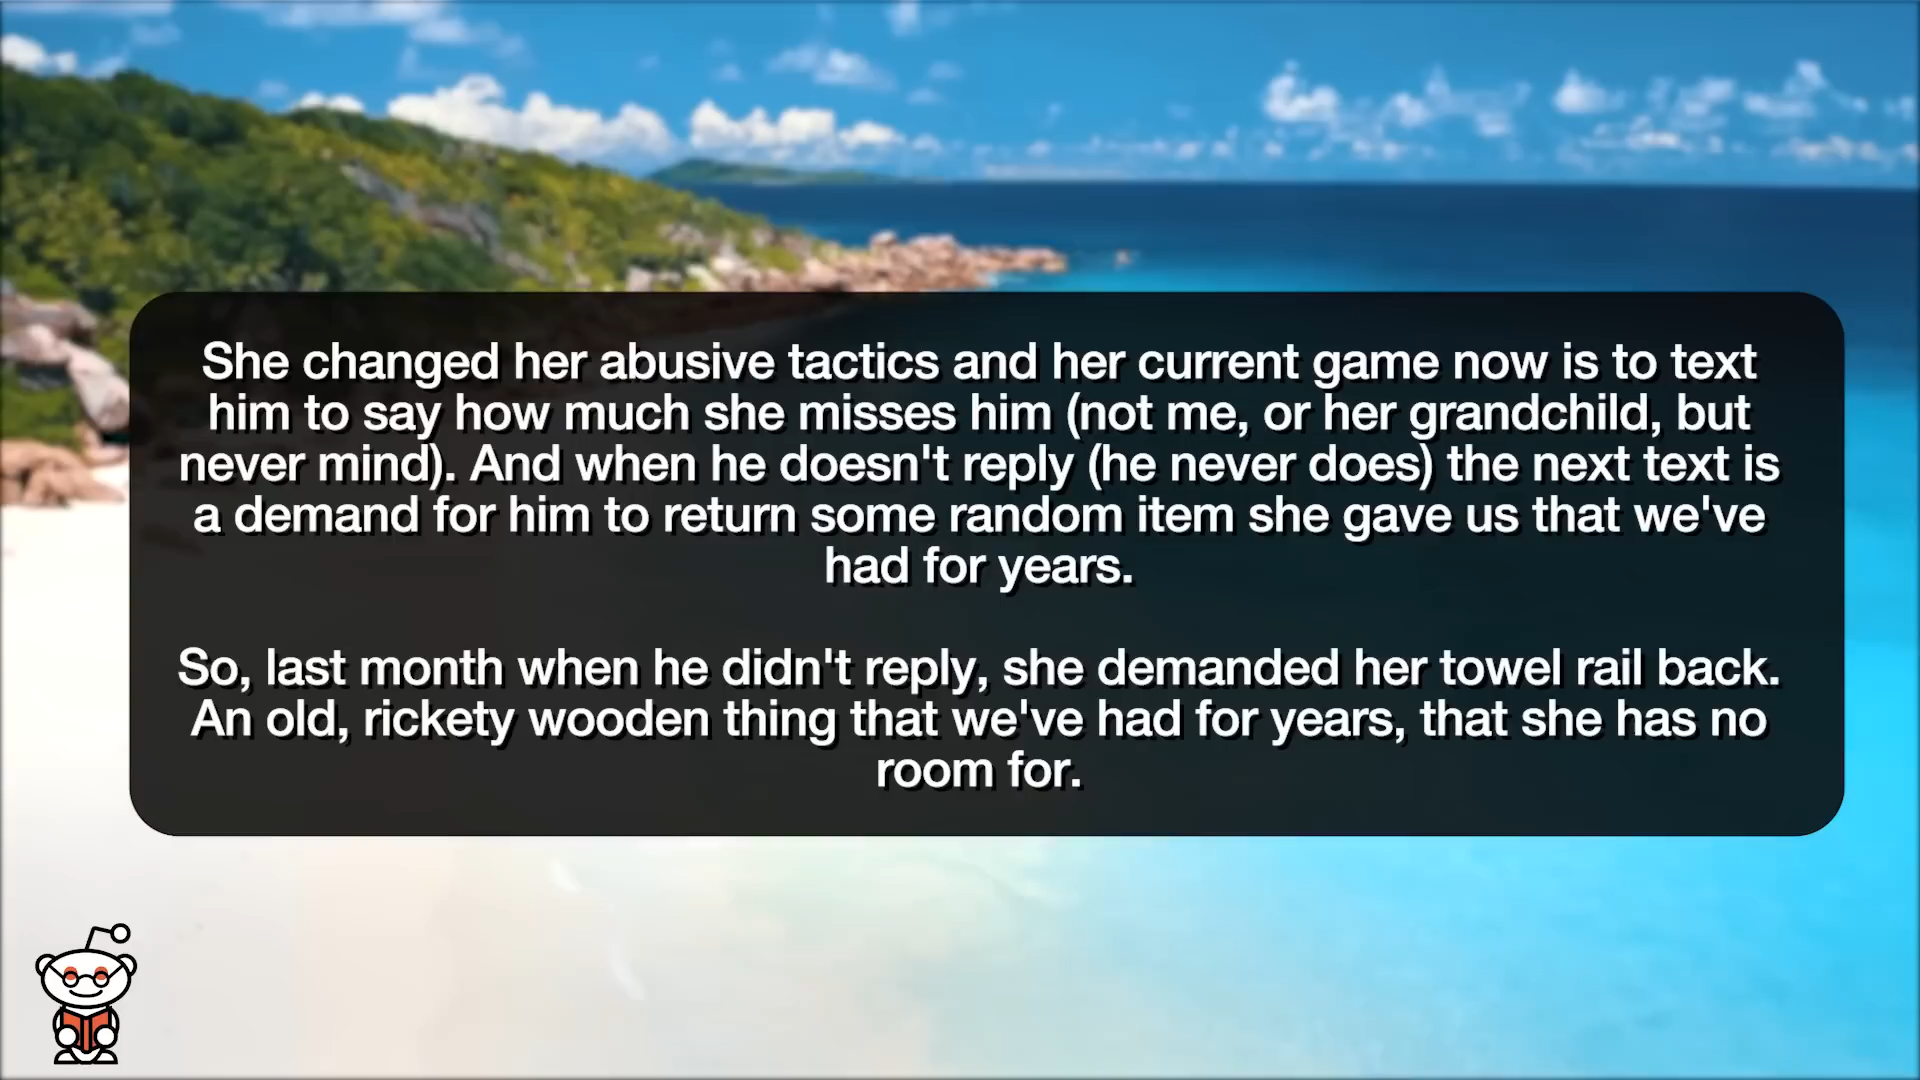 She changed her abusive tactics and her current game now is to text
him to say how much she misses him (not me, or her grandchild, but
never mind). And when he doesn't reply (he never does) the next text is
a demand for him to return some random item she gave us that we've
had for years.
So, last month when he didn't reply, she demanded her towel rail back.
An old, rickety wooden thing that we've had for years, that she has no
room for.